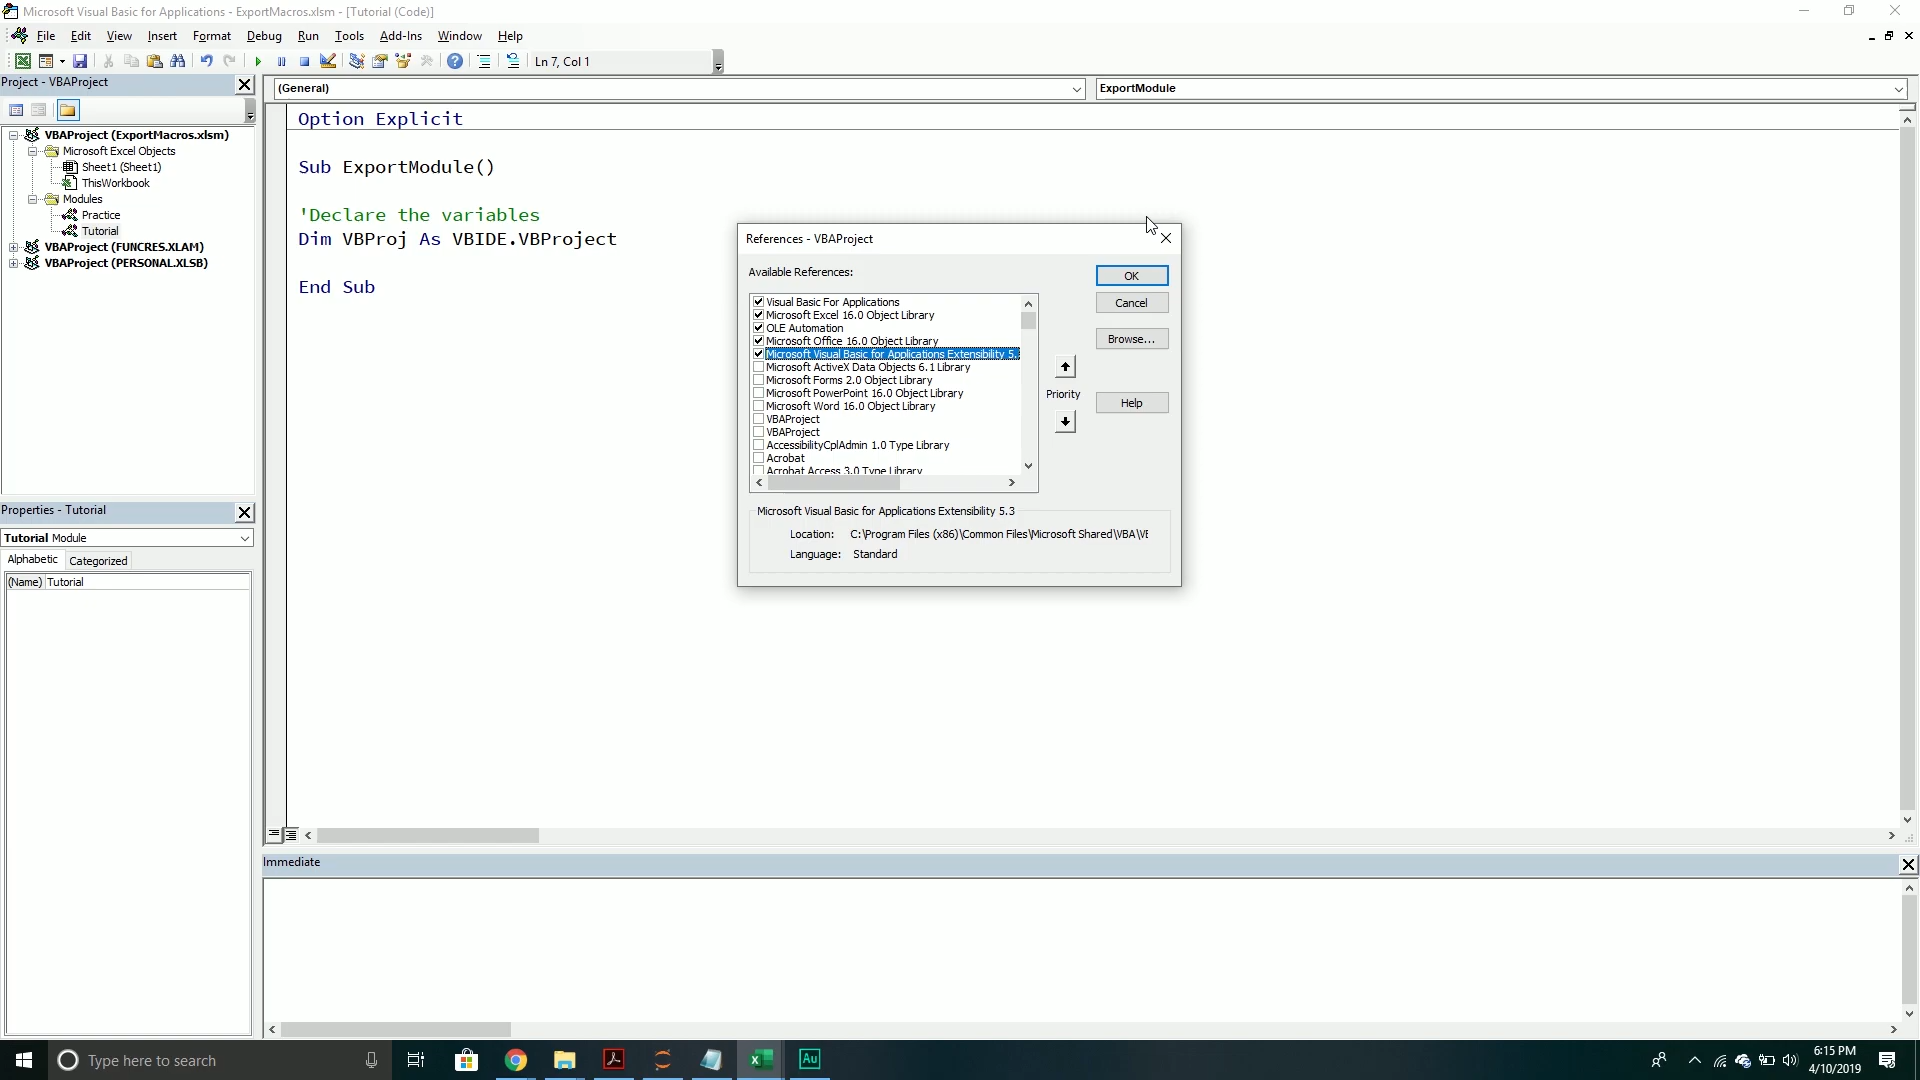 Microsoft Visual Basic for Applications - ExportMacros.xlsm - [Tutorial (Code)]
File Edit View Insert Format Debug Run Tools Add-Ins Window Help
Ln 7, Col 1
Project - VBAProject
(General)
ExportModule
VBAProject (ExportMacros.xlsm)
Microsoft Excel Objects
Sheet1 (Sheet1)
ThisWorkbook
Modules
Practice
Tutorial
VBAProject (FUNCRES.XLAM)
VBAProject (PERSONAL.XLSB)
Option Explicit
Sub ExportModule()
'Declare the variables
Dim VBProj As VBIDE.VBProject
End Sub
References - VBAProject
Available References:
Visual Basic For Applications
Microsoft Excel 16.0 Object Library
OLE Automation
Microsoft Office 16.0 Object Library
Microsoft Visual Basic for Applications Extensibility 5.
Microsoft ActiveX Data Objects 6.1 Library
Microsoft Forms 2.0 Object Library
Microsoft PowerPoint 16.0 Object Library
Microsoft Word 16.0 Object Library
VBAProject
VBAProject
AccessibilityCplAdmin 1.0 Type Library
Acrobat
Acrobat Access 3.0 Type Library
OK
Cancel
Browse...
Priority
Help
Microsoft Visual Basic for Applications Extensibility 5.3
Location: C:\Program Files (x86)\Common Files\Microsoft Shared\VBA\VE
Language: Standard
Properties - Tutorial
Tutorial Module
Alphabetic Categorized
(Name) Tutorial
Immediate
Type here to search
Au
6:15 PM
4/10/2019